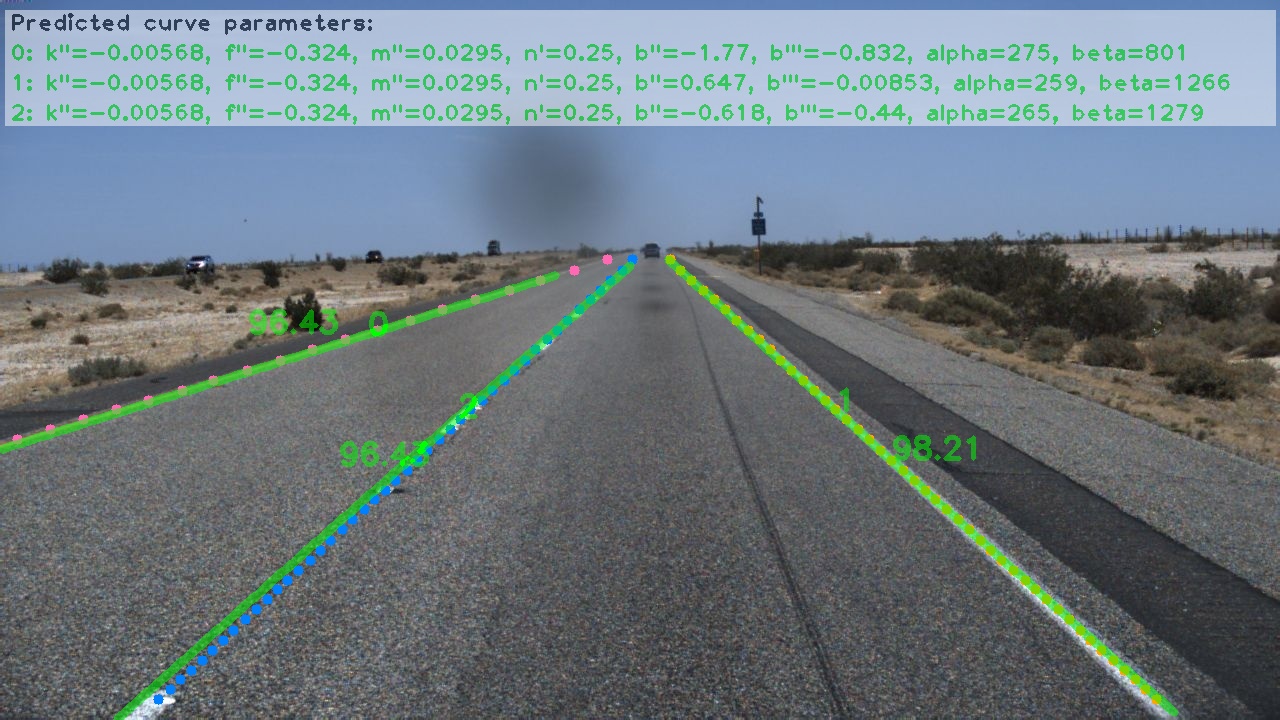 Predicted curve parameters:
0: k''=-0.00568, f''=-0.324, m''=0.0295, n'=0.25, b''=-1.77, b'''=-0.832, alpha=275, beta=801
1: k''=-0.00568, f''=-0.324, m''=0.0295, n'=0.25, b''=0.647, b'''=-0.00853, alpha=259, beta=1266
2: k''=-0.00568, f''=-0.324, m''=0.0295, n'=0.25, b''=-0.618, b'''=-0.44, alpha=265, beta=1279
96.43 0
2 1
96.43 98.21